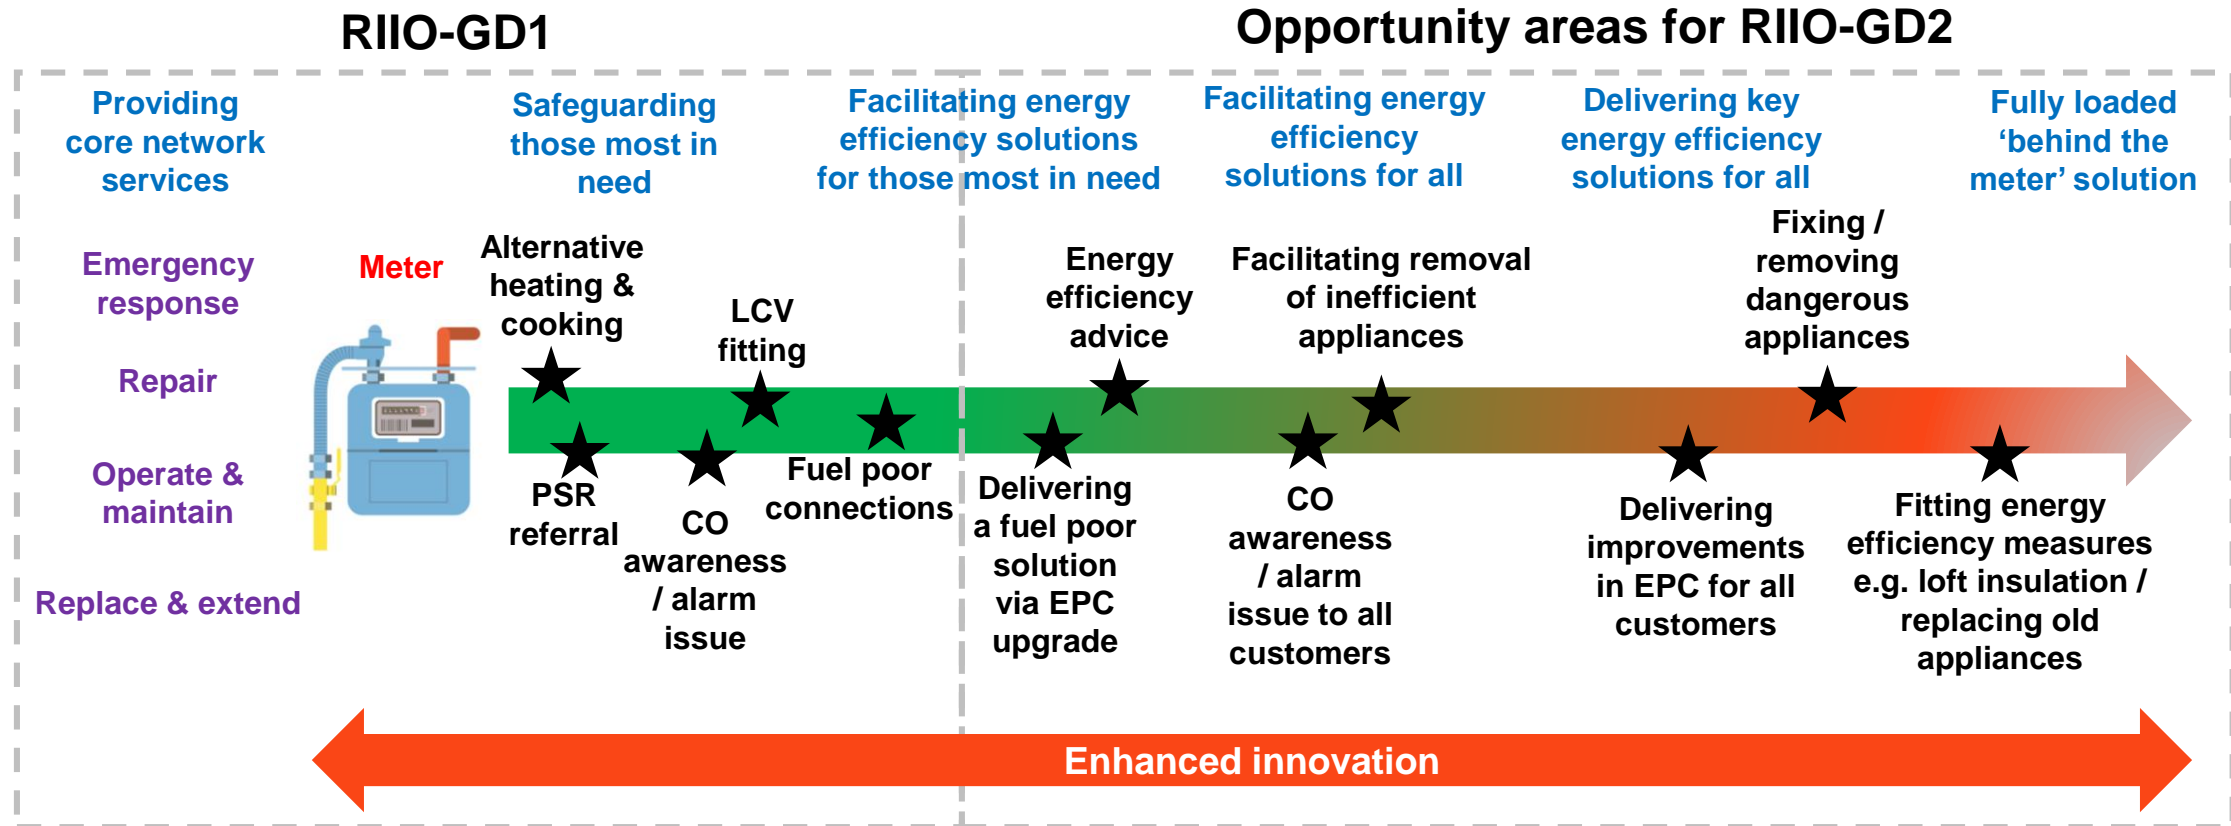 RIIO-GD1
Opportunity areas for RIIO-GD2
Providing
core network
services
Safeguarding
those most in
need
Facilitating energy
efficiency solutions
for those most in need
Facilitating energy
efficiency
solutions for all
Delivering key
energy efficiency
solutions for all
Fully loaded
‘behind the
meter’ solution
Emergency
response
Repair
Operate &
maintain
Replace & extend
Meter
Alternative
heating &
cooking
LCV
fitting
Energy
efficiency
advice
Facilitating removal
of inefficient
appliances
Fixing /
removing
dangerous
appliances
PSR
referral
CO
awareness
/ alarm
issue
Fuel poor
connections
Delivering
a fuel poor
solution
via EPC
upgrade
CO
awareness
/ alarm
issue to all
customers
Delivering
improvements
in EPC for all
customers
Fitting energy
efficiency measures
e.g. loft insulation /
replacing old
appliances
Enhanced innovation